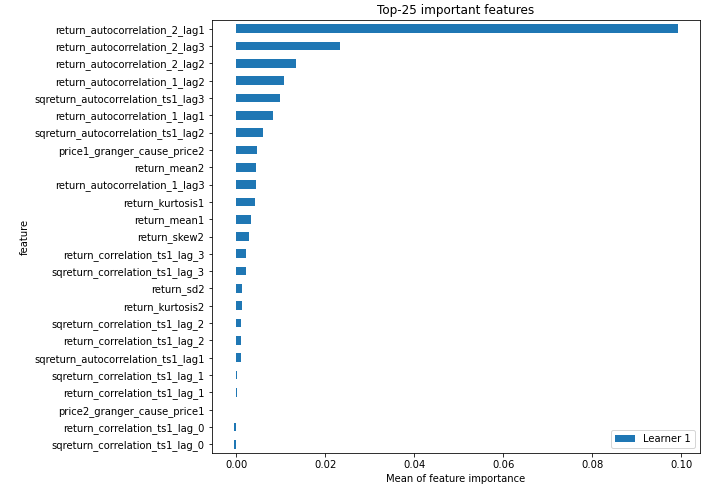 Top-25 important features
return_autocorrelation_2_lag1
return_autocorrelation_2_lag3
return_autocorrelation_2_lag2
return_autocorrelation_1_lag2
sqreturn_autocorrelation_ts1_lag3
return_autocorrelation_1_lag1
sqreturn_autocorrelation_ts1_lag2
price1_granger_cause_price2
return_mean2
return_autocorrelation_1_lag3
return_kurtosis1
return_mean1
return_skew2
return_correlation_ts1_lag_3
sqreturn_correlation_ts1_lag_3
return_sd2
return_kurtosis2
sqreturn_correlation_ts1_lag_2
return_correlation_ts1_lag_2
sqreturn_autocorrelation_ts1_lag1
sqreturn_correlation_ts1_lag_1
return_correlation_ts1_lag_1
price2_granger_cause_price1
return_correlation_ts1_lag_0
sqreturn_correlation_ts1_lag_0
feature
Learner 1
0.00 0.02 0.04 0.06 0.08 0.10
Mean of feature importance